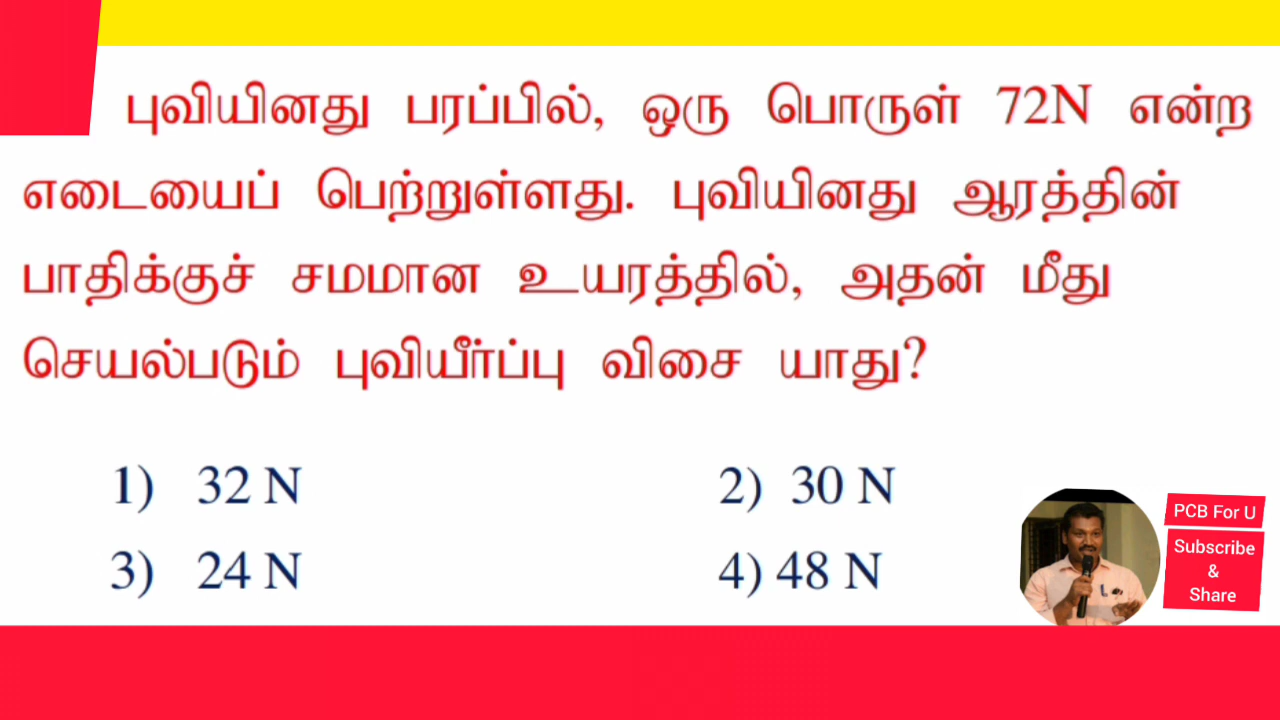 புவியினது பரப்பில், ஒரு பொருள் 72N என்ற
எடையைப் பெற்றுள்ளது. புவியினது ஆரத்தின்
பாதிக்குச் சமமான உயரத்தில், அதன் மீது
செயல்படும் புவியீர்ப்பு விசை யாது?
1) 32 N
2) 30 N
3) 24 N
4) 48 N
PCB For U
Subscribe
&
Share